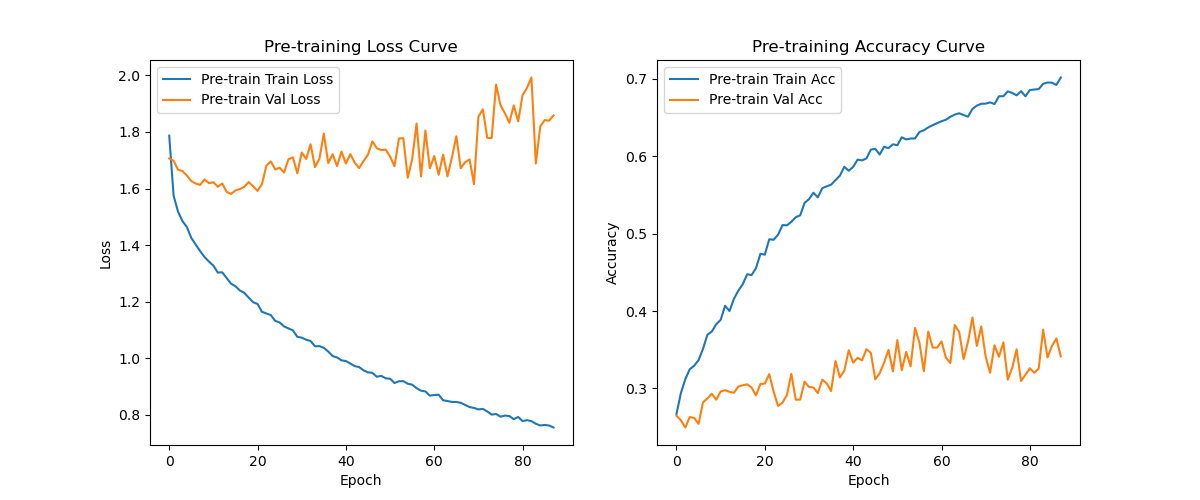 Pre-training Loss Curve
Pre-train Train Loss
Pre-train Val Loss
2.0
1.8
1.6
1.4
1.2
1.0
0.8
Loss
0 20 40 60 80
Epoch
Pre-training Accuracy Curve
Pre-train Train Acc
Pre-train Val Acc
0.7
0.6
0.5
0.4
0.3
Accuracy
0 20 40 60 80
Epoch